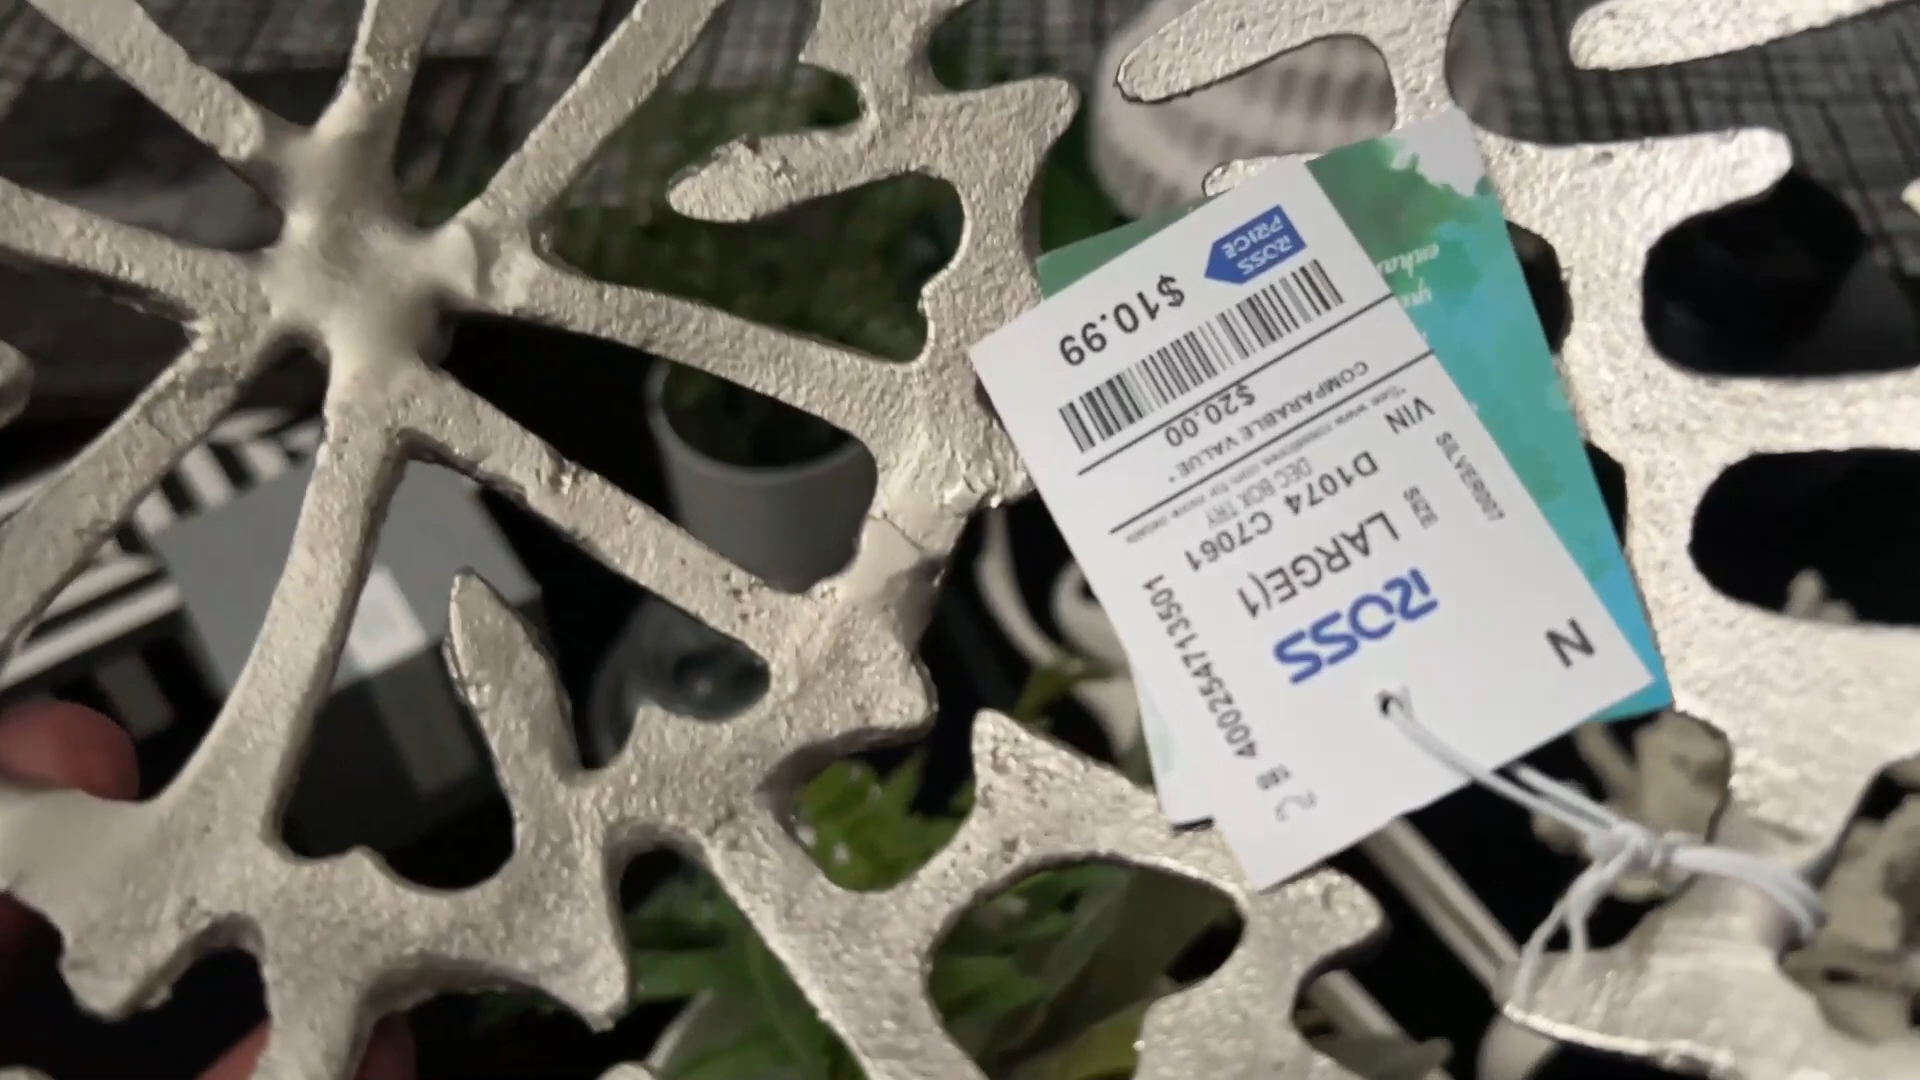 N
ROSS
SILVER007
SIZE
LARGE(1
VIN
D1074 C7061
DEC BOX TRY
400254713501
COMPARABLE VALUE*
$20.00
$10.99
ROSS
PRICE